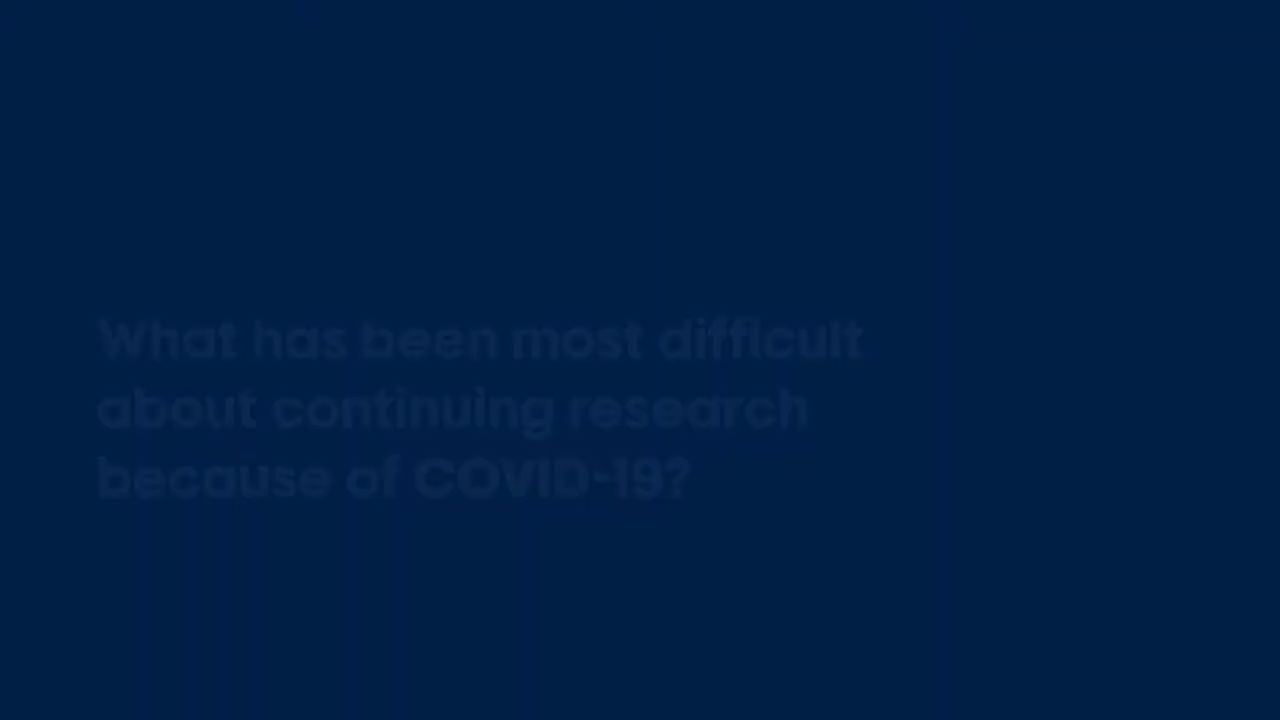 What has been most difficult
about continuing research
because of COVID-19?